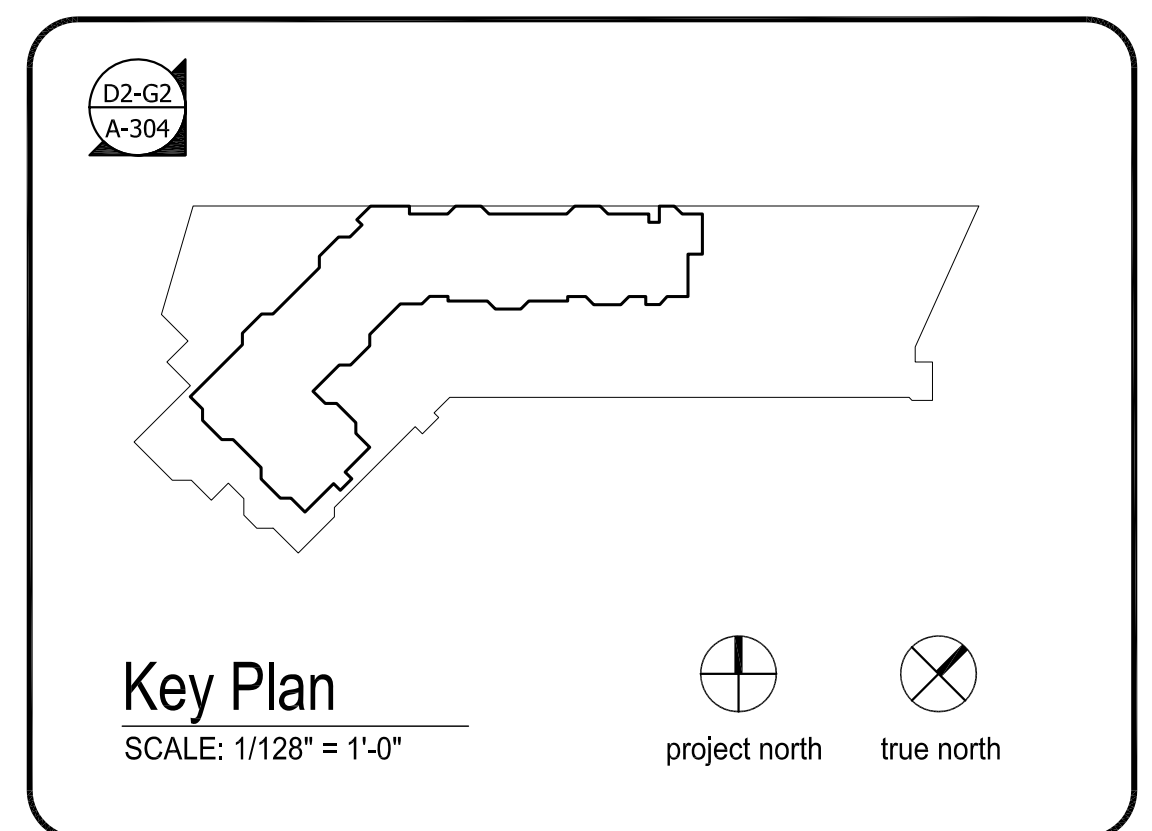 D2-G2
A-304
Key Plan
SCALE: 1/128" = 1'-0"
project north
true north